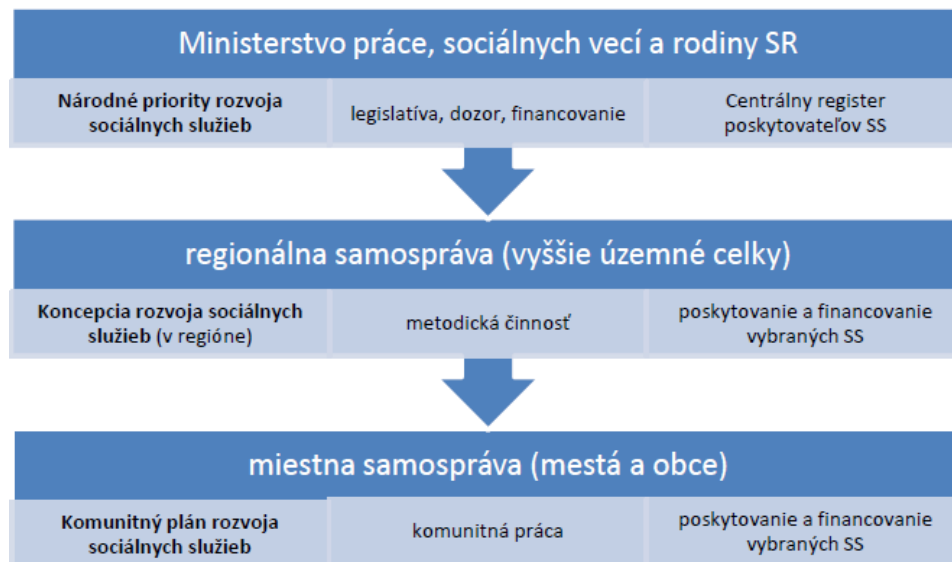 Ministerstvo práce, sociálnych vecí a rodiny SR
Národné priority rozvoja
sociálnych služieb
legislatíva, dozor, financovanie
Centrálny register
poskytovateľov SS
regionálna samospráva (vyššie územné celky)
Koncepcia rozvoja sociálnych
služieb (v regióne)
metodická činnosť
poskytovanie a financovanie
vybraných SS
miestna samospráva (mestá a obce)
Komunitný plán rozvoja
sociálnych služieb
komunitná práca
poskytovanie a financovanie
vybraných SS